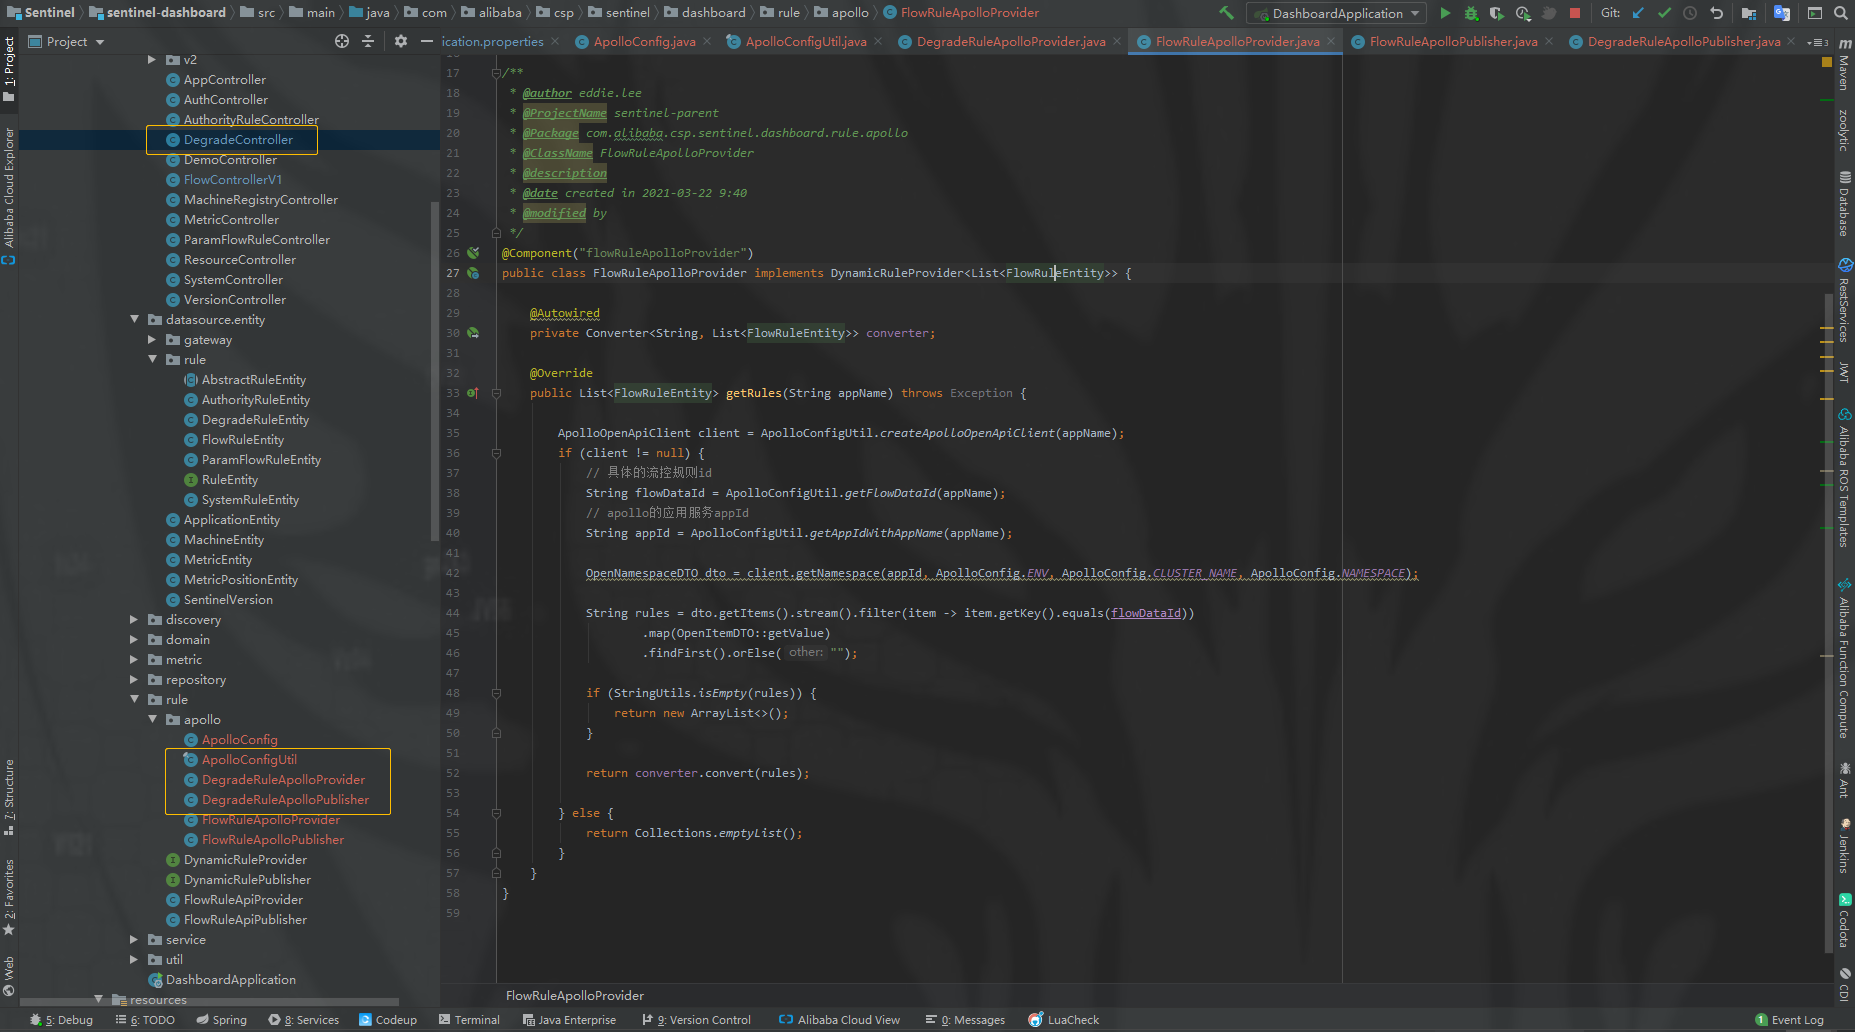 Sentinel sentinel-dashboard src main java com alibaba csp sentinel dashboard rule apollo FlowRuleApolloProvider DashboardApplication Git:
Project ication.properties ApolloConfig.java ApolloConfigUtil.java DegradeRuleApolloProvider.java FlowRuleApolloProvider.java FlowRuleApolloPublisher.java DegradeRuleApolloPublisher.java
1: Project
Alibaba Cloud Explorer
7: Structure
2: Favorites
Web
v2
AppController
AuthController
AuthorityRuleController
DegradeController
DemoController
FlowControllerV1
MachineRegistryController
MetricController
ParamFlowRuleController
ResourceController
SystemController
VersionController
datasource.entity
gateway
rule
AbstractRuleEntity
AuthorityRuleEntity
DegradeRuleEntity
FlowRuleEntity
ParamFlowRuleEntity
RuleEntity
SystemRuleEntity
ApplicationEntity
MachineEntity
MetricEntity
MetricPositionEntity
SentinelVersion
discovery
domain
metric
repository
rule
apollo
ApolloConfig
ApolloConfigUtil
DegradeRuleApolloProvider
DegradeRuleApolloPublisher
FlowRuleApolloProvider
FlowRuleApolloPublisher
DynamicRuleProvider
DynamicRulePublisher
FlowRuleApiProvider
FlowRuleApiPublisher
service
util
DashboardApplication
resources
17 /**
18 * @author eddie.lee
19 * @ProjectName sentinel-parent
20 * @Package com.alibaba.csp.sentinel.dashboard.rule.apollo
21 * @ClassName FlowRuleApolloProvider
22 * @description
23 * @date created in 2021-03-22 9:40
24 * @modified by
25 */
26 @Component("flowRuleApolloProvider")
27 public class FlowRuleApolloProvider implements DynamicRuleProvider<List<FlowRuleEntity>> {
28
29 @Autowired
30 private Converter<String, List<FlowRuleEntity>> converter;
31
32 @Override
33 public List<FlowRuleEntity> getRules(String appName) throws Exception {
34
35 ApolloOpenApiClient client = ApolloConfigUtil.createApolloOpenApiClient(appName);
36 if (client != null) {
37 // 具体的流控规则id
38 String flowDataId = ApolloConfigUtil.getFlowDataId(appName);
39 // apollo的应用服务appId
40 String appId = ApolloConfigUtil.getAppIdWithAppName(appName);
41
42 OpenNamespaceDTO dto = client.getNamespace(appId, ApolloConfig.ENV, ApolloConfig.CLUSTER_NAME, ApolloConfig.NAMESPACE);
43
44 String rules = dto.getItems().stream().filter(item -> item.getKey().equals(flowDataId))
45 .map(OpenItemDTO::getValue)
46 .findFirst().orElse( other: "");
47
48 if (StringUtils.isEmpty(rules)) {
49 return new ArrayList<>();
50 }
51
52 return converter.convert(rules);
53
54 } else {
55 return Collections.emptyList();
56 }
57 }
58 }
59
FlowRuleApolloProvider
Maven
zoolytic
Database
RestServices
JWT
Alibaba ROS Templates
Alibaba Function Compute
Ant
Jenkins
Codota
CDI
5: Debug 6: TODO Spring 8: Services Codeup Terminal Java Enterprise 9: Version Control Alibaba Cloud View 0: Messages LuaCheck 1 Event Log